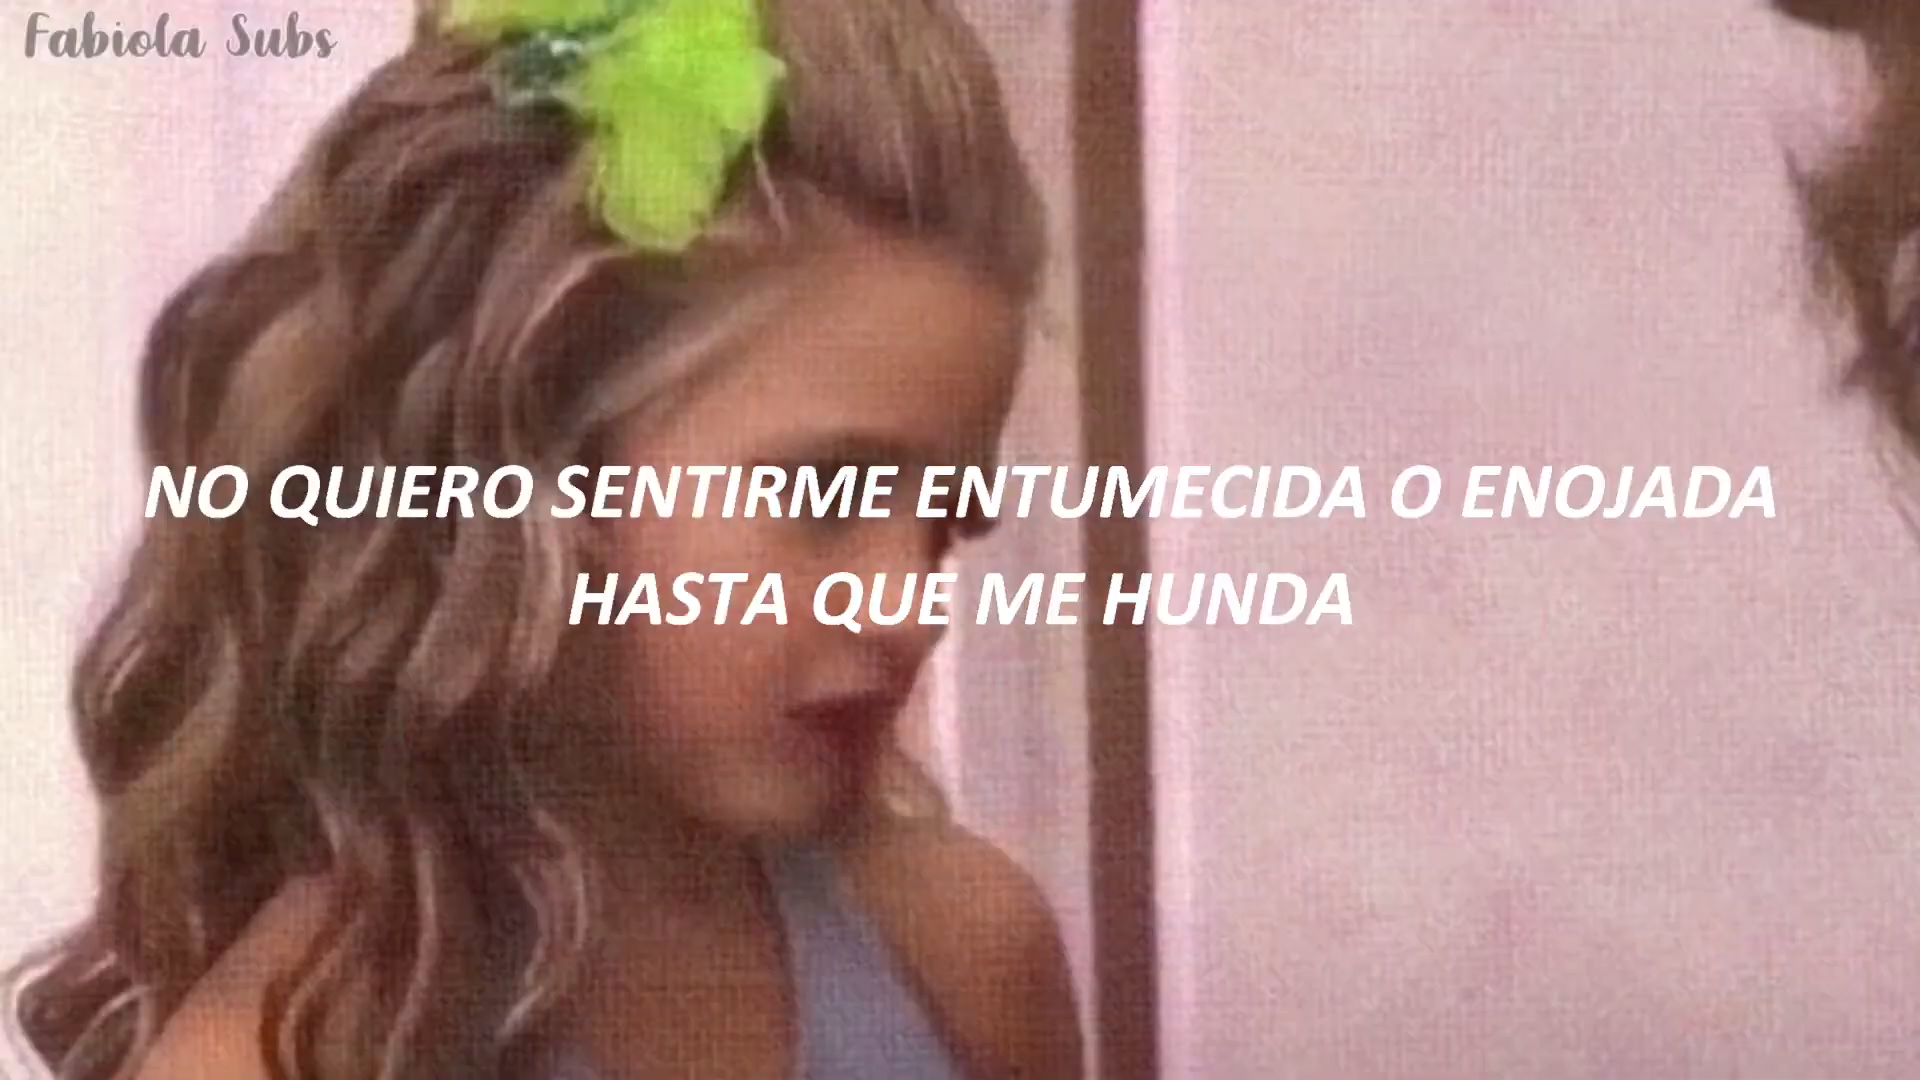 Fabiola Subs
NO QUIERO SENTIRME ENTUMECIDA O ENOJADA
HASTA QUE ME HUNDA